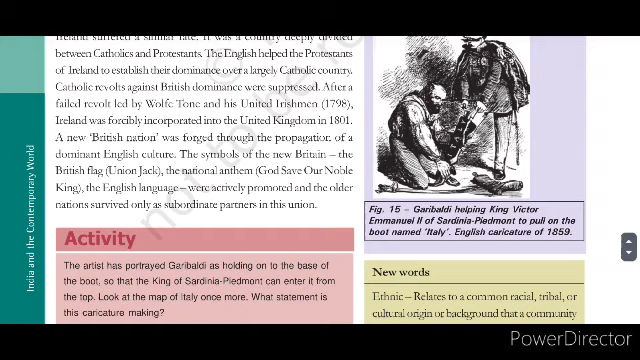 Ireland suffered a similar fate. It was a country deeply divided
between Catholics and Protestants. The English helped the Protestants
of Ireland to establish their dominance over a largely Catholic country.
Catholic revolts against British dominance were suppressed. After a
failed revolt led by Wolfe Tone and his United Irishmen (1798),
Ireland was forcibly incorporated into the United Kingdom in 1801.
A new ‘British nation’ was forged through the propagation of
a dominant English culture. The symbols of the new Britain – the
British flag (Union Jack), the national anthem (God Save Our Noble
King), the English language – were actively promoted and the older
nations survived only as subordinate partners in this union.
Activity
The artist has portrayed Garibaldi as holding on to the base of
the boot, so that the King of Sardinia-Piedmont can enter it from
the top. Look at the map of Italy once more. What statement is
this caricature making?
Fig. 15 – Garibaldi helping King Victor
Emmanuel II of Sardinia-Piedmont to pull on the
boot named ‘Italy’. English caricature of 1859.
New words
Ethnic – Relates to a common racial, tribal, or
cultural origin or background that a community
India and the Contemporary World
not to be re
PowerDirector